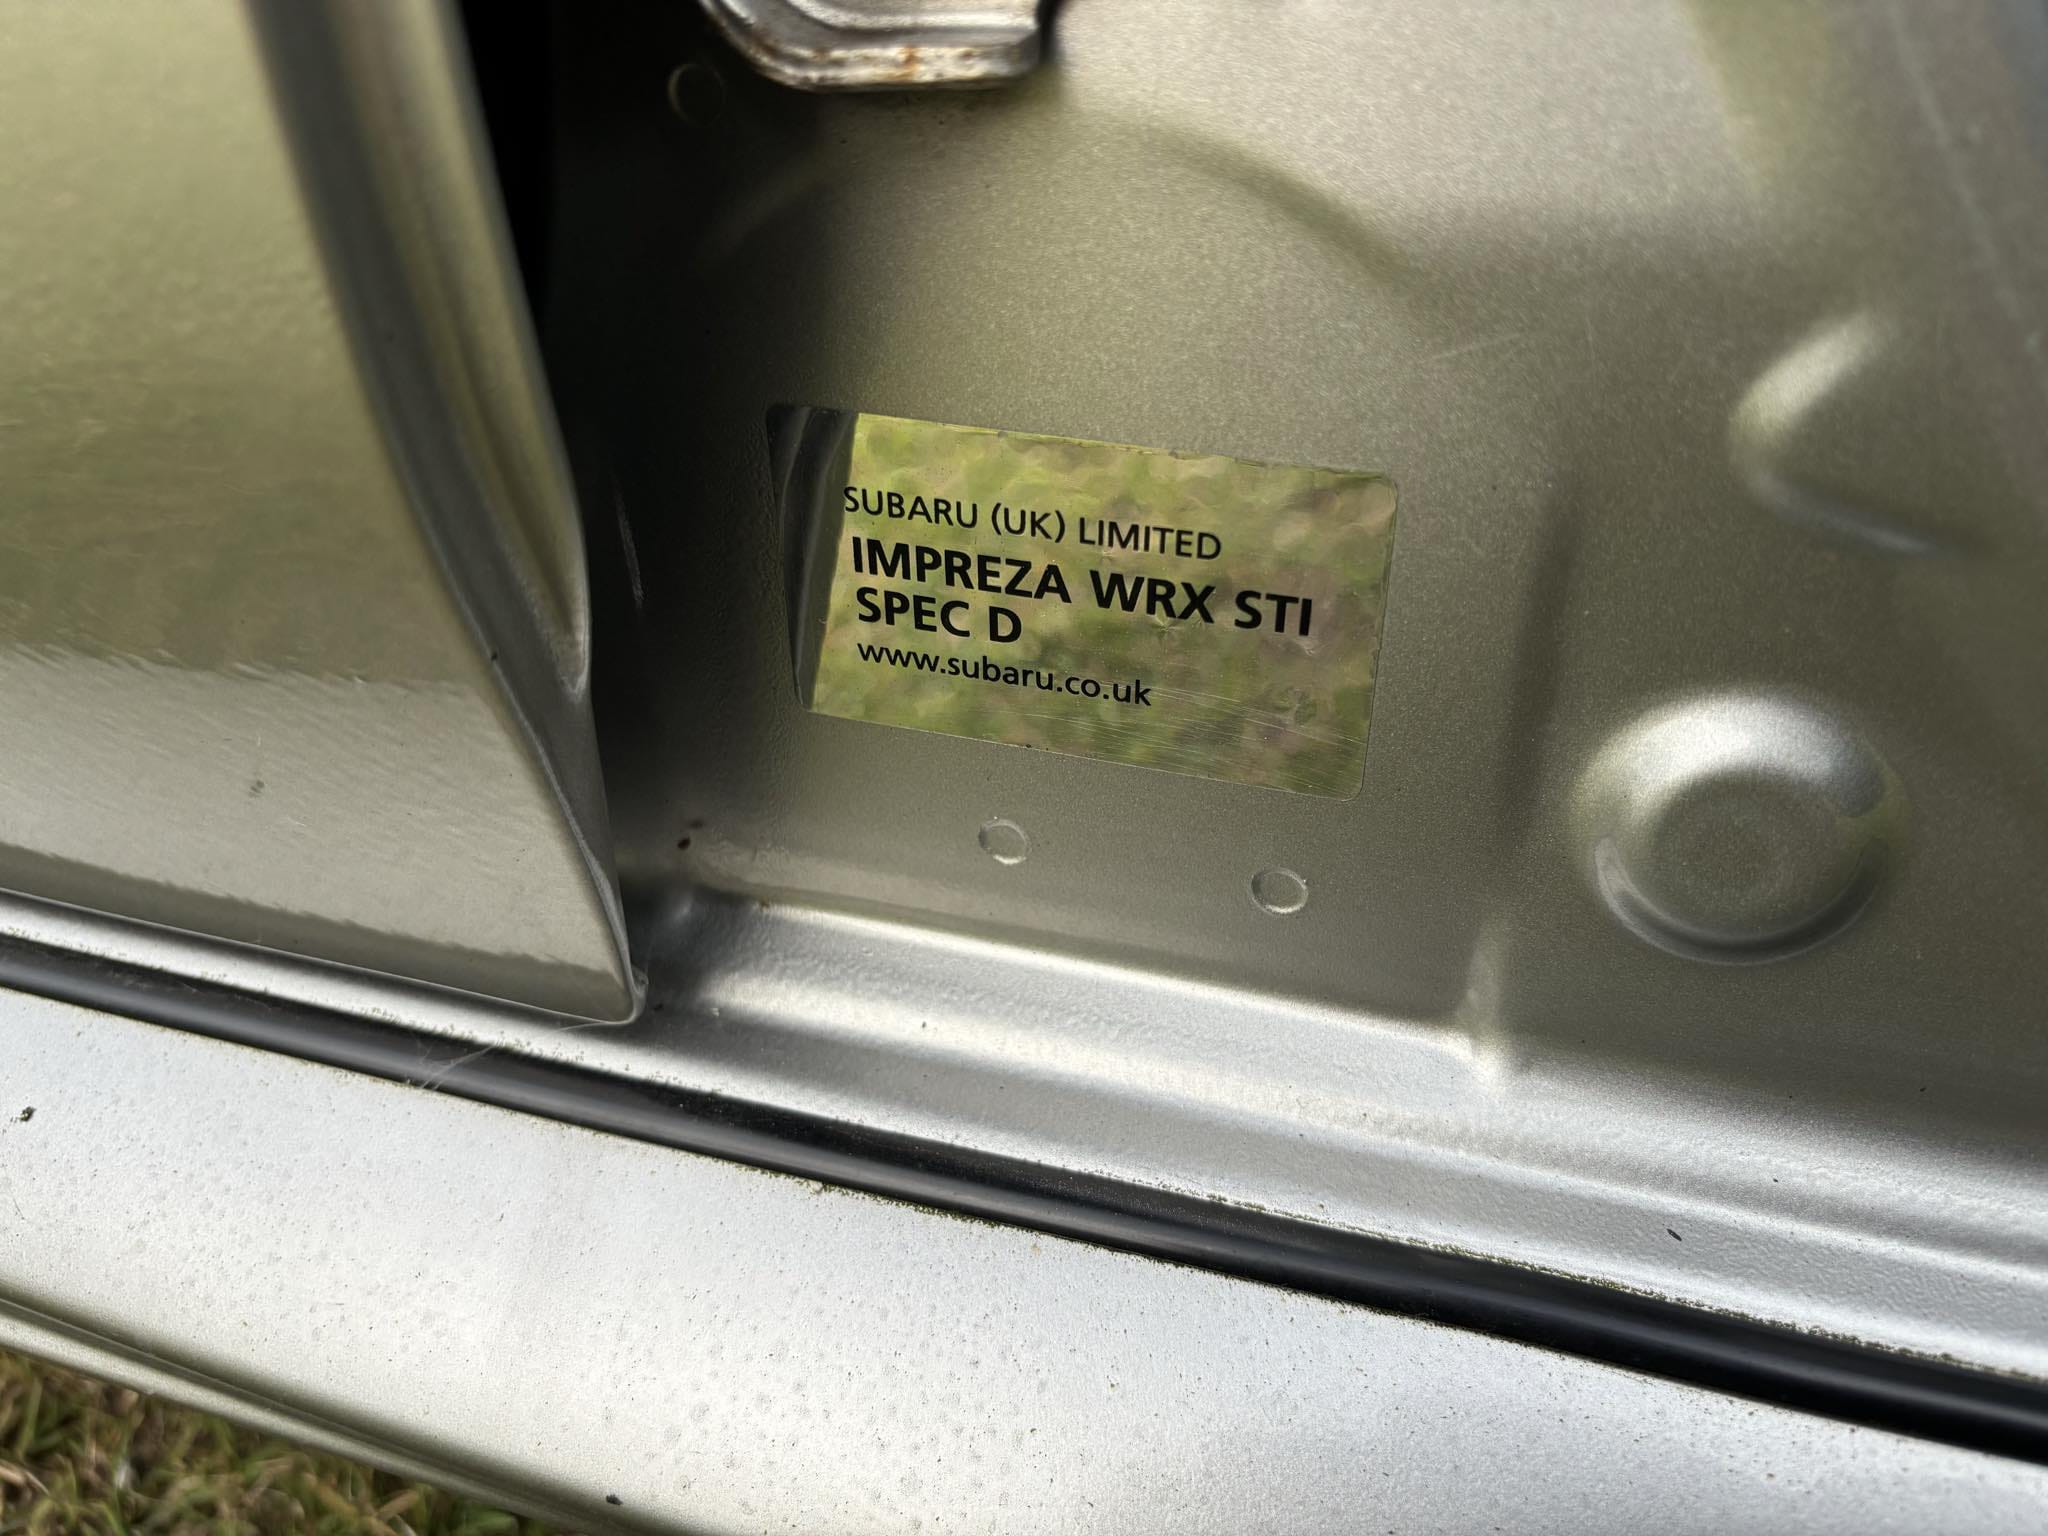 SUBARU (UK) LIMITED
IMPREZA WRX STI
SPEC D
www.subaru.co.uk